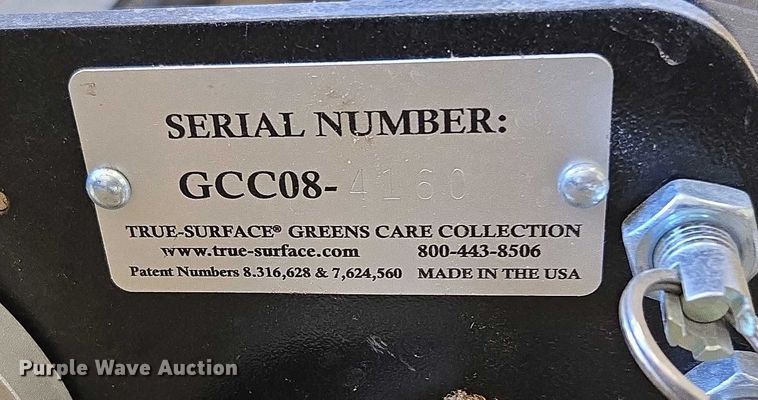 SERIAL NUMBER:
GCC08-4160
TRUE-SURFACE® GREENS CARE COLLECTION
www.true-surface.com 800-443-8506
Patent Numbers 8.316,628 & 7,624,560 MADE IN THE USA
Purple Wave Auction